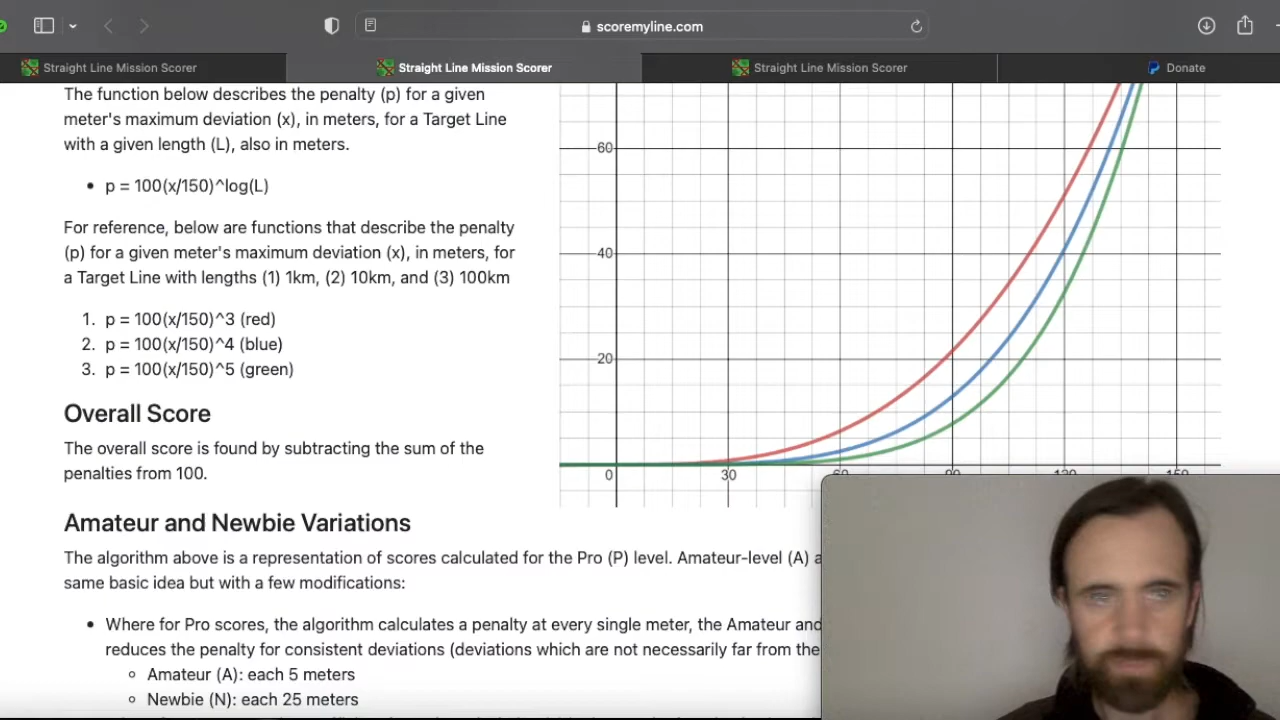 scoremyline.com
Straight Line Mission Scorer
Straight Line Mission Scorer
Straight Line Mission Scorer
Donate
The function below describes the penalty (p) for a given
meter's maximum deviation (x), in meters, for a Target Line
with a given length (L), also in meters.
• p = 100(x/150)^log(L)
For reference, below are functions that describe the penalty
(p) for a given meter's maximum deviation (x), in meters, for
a Target Line with lengths (1) 1km, (2) 10km, and (3) 100km
1. p = 100(x/150)^3 (red)
2. p = 100(x/150)^4 (blue)
3. p = 100(x/150)^5 (green)
Overall Score
The overall score is found by subtracting the sum of the
penalties from 100.
60
40
20
0
30
60
90
120
150
Amateur and Newbie Variations
The algorithm above is a representation of scores calculated for the Pro (P) level. Amateur-level (A)
same basic idea but with a few modifications:
• Where for Pro scores, the algorithm calculates a penalty at every single meter, the Amateur and
reduces the penalty for consistent deviations (deviations which are not necessarily far from the
◦ Amateur (A): each 5 meters
◦ Newbie (N): each 25 meters